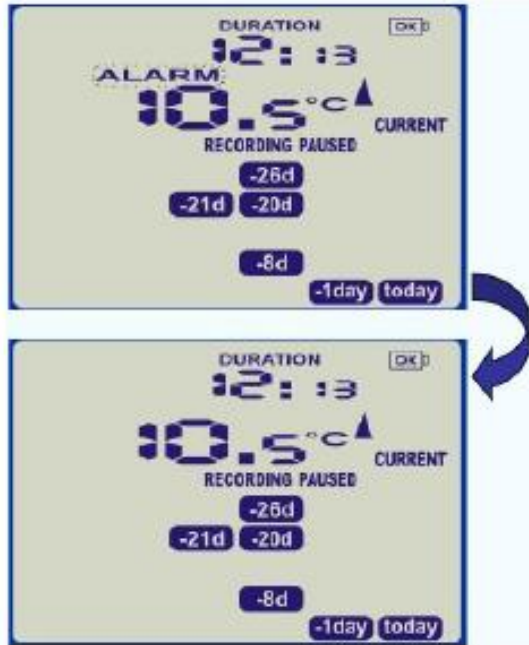 DURATION OK
12:13
ALARM
10.5°C
CURRENT
RECORDING PAUSED
-26d
-21d -20d
-8d
-1day today
DURATION OK
12:13
10.5°C
CURRENT
RECORDING PAUSED
-26d
-21d -20d
-8d
-1day today